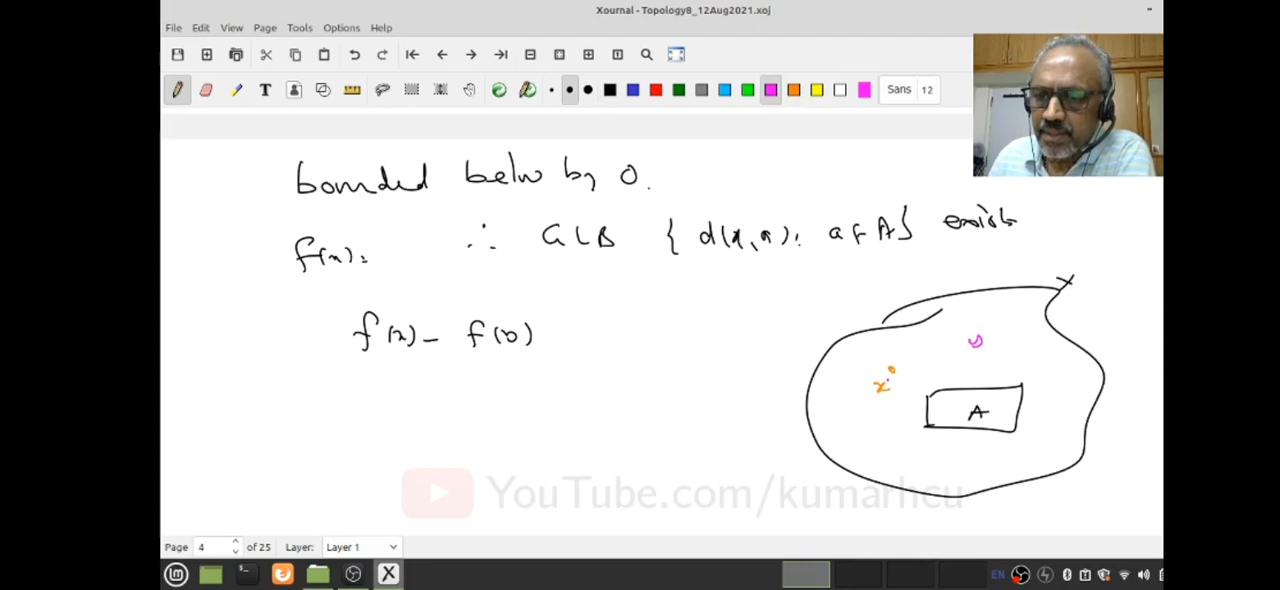 Xournal - Topology8_12Aug2021.xoj
File Edit View Page Tools Options Help
T
Sans 12
bounded below by 0.
f(x): ∴ GLB { d(x,a): a ∈ A} exists
f(x) - f(y)
X
y
x
A
YouTube.com/kumarhcu
Page 4 of 25 Layer: Layer 1
EN